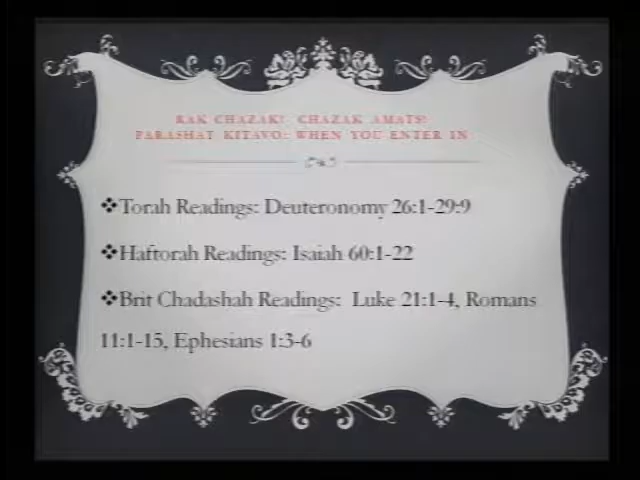 RAK CHAZAK! CHAZAK AMATS!
PARASHAT KITAVO: WHEN YOU ENTER IN
❖Torah Readings: Deuteronomy 26:1-29:9
❖Haftorah Readings: Isaiah 60:1-22
❖Brit Chadashah Readings: Luke 21:1-4, Romans
11:1-15, Ephesians 1:3-6